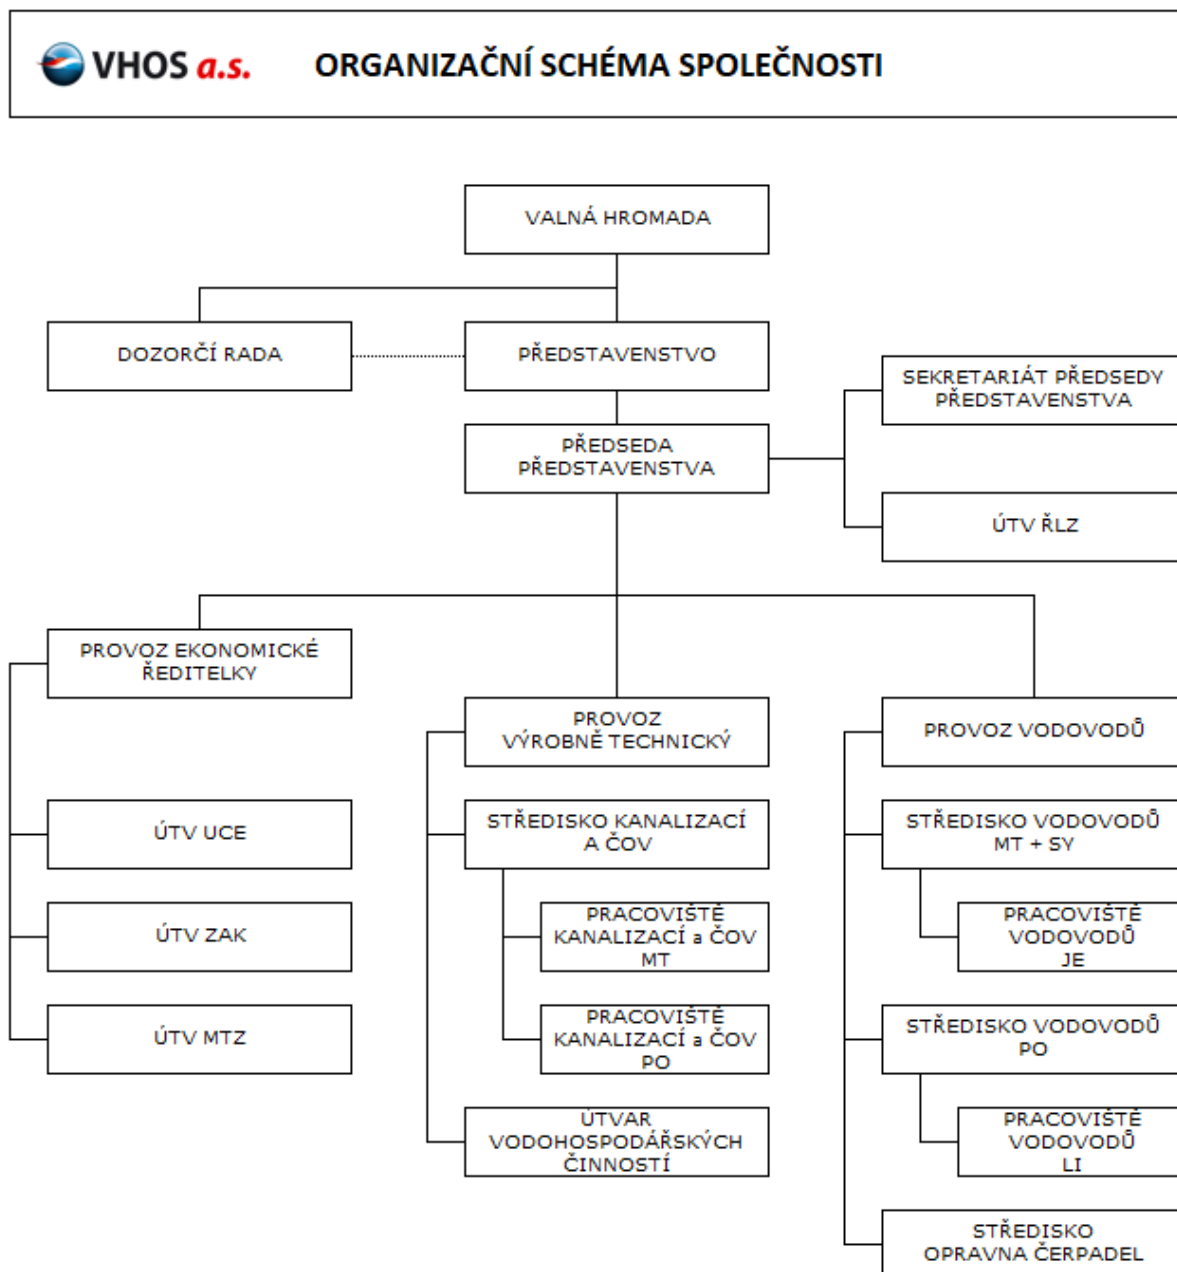 VHOS a.s.
ORGANIZAČNÍ SCHÉMA SPOLEČNOSTI
VALNÁ HROMADA
DOZORČÍ RADA
PŘEDSTAVENSTVO
SEKRETARIÁT PŘEDSEDY
PŘEDSTAVENSTVA
PŘEDSEDA
PŘEDSTAVENSTVA
ÚTV ŘLZ
PROVOZ EKONOMICKÉ
ŘEDITELKY
PROVOZ
VÝROBNĚ TECHNICKÝ
PROVOZ VODOVODŮ
ÚTV UCE
STŘEDISKO KANALIZACÍ
A ČOV
STŘEDISKO VODOVODŮ
MT + SY
ÚTV ZAK
PRACOVIŠTĚ
KANALIZACÍ a ČOV
MT
PRACOVIŠTĚ
VODOVODŮ
JE
ÚTV MTZ
PRACOVIŠTĚ
KANALIZACÍ a ČOV
PO
STŘEDISKO VODOVODŮ
PO
ÚTVAR
VODOHOSPODÁŘSKÝCH
ČINNOSTÍ
PRACOVIŠTĚ
VODOVODŮ
LI
STŘEDISKO
OPRAVNA ČERPADEL